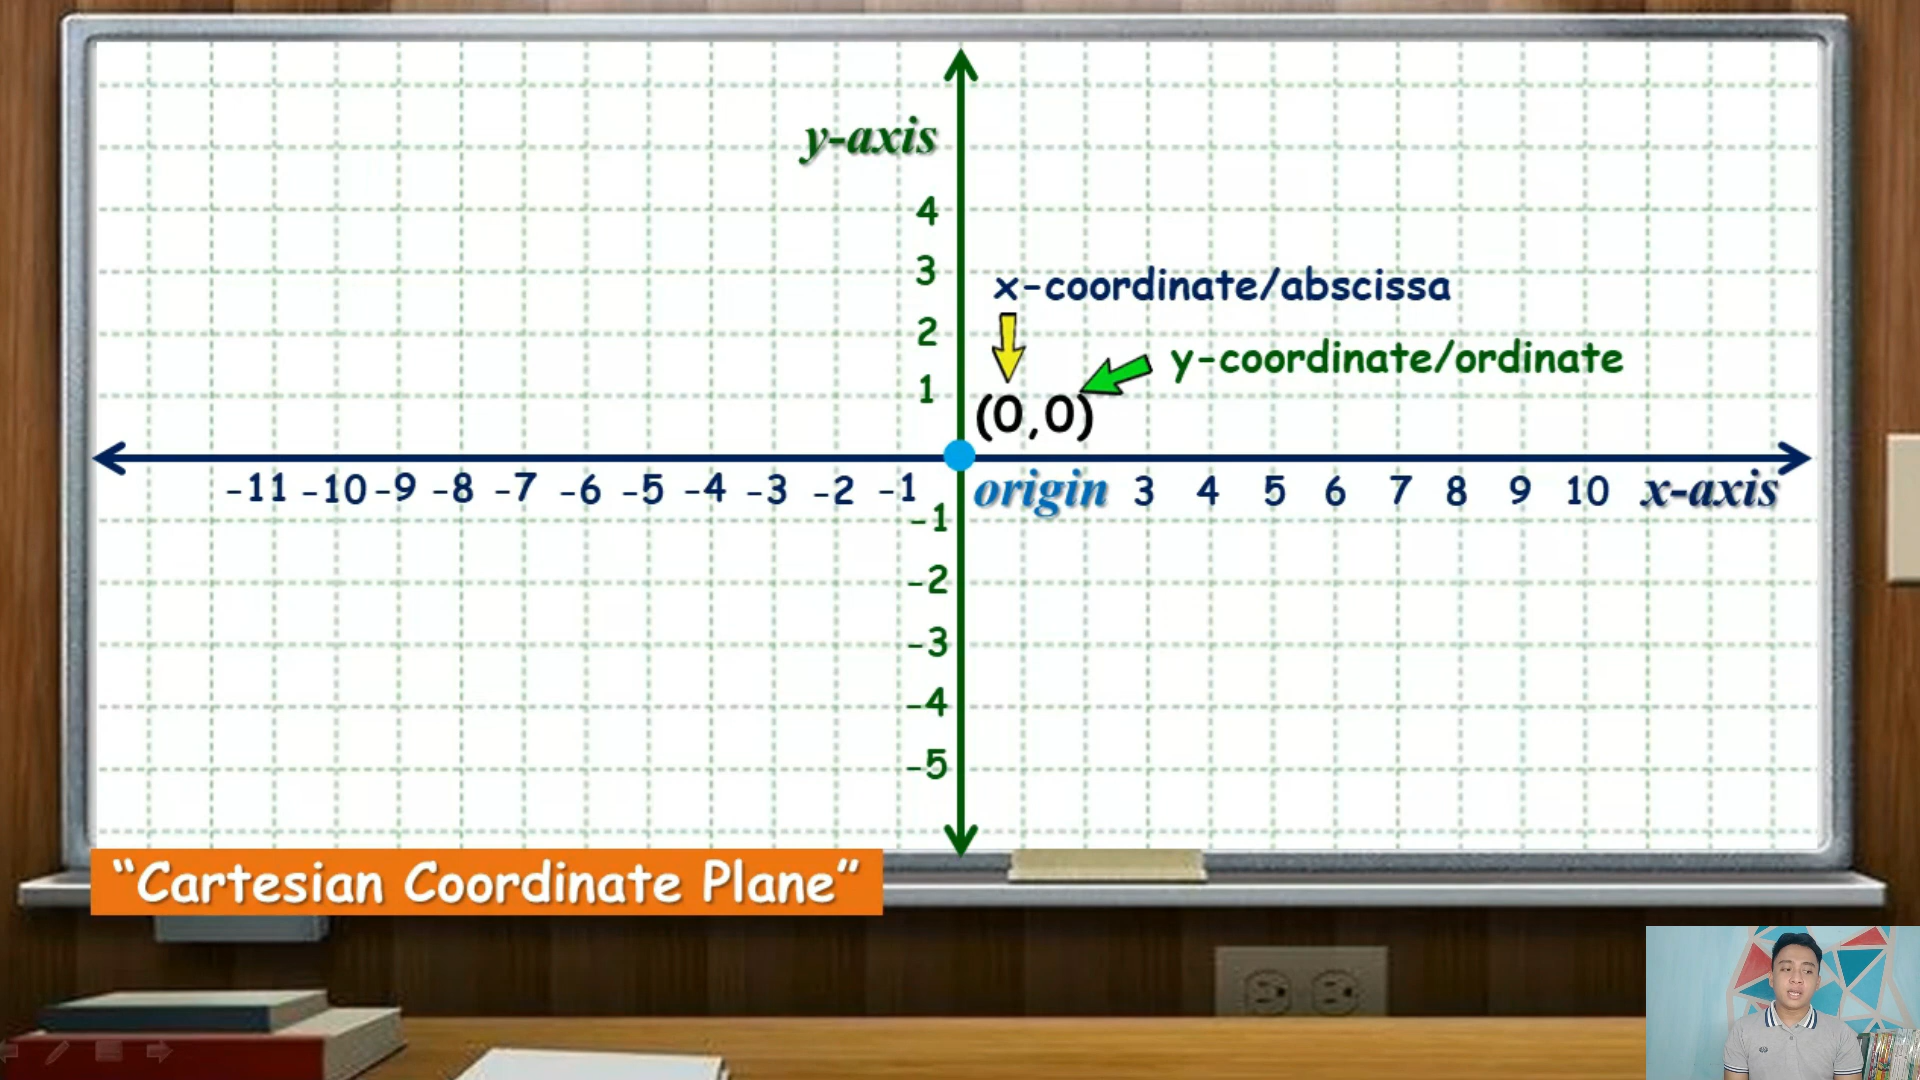 y-axis
4
3
x-coordinate/abscissa
2
y-coordinate/ordinate
1
(0,0)
-11 -10 -9 -8 -7 -6 -5 -4 -3 -2 -1 origin 3 4 5 6 7 8 9 10 x-axis
-1
-2
-3
-4
-5
“Cartesian Coordinate Plane”